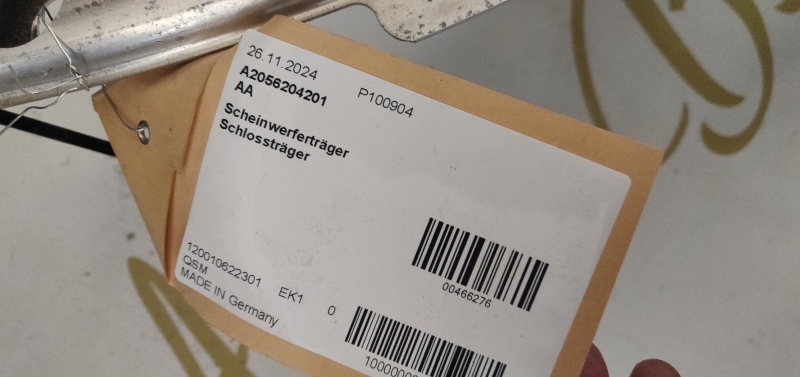 26.11.2024 P100904
A2056204201
AA
Scheinwerferträger
Schlossträger
00466276
120010622301 EK1 0
QSM
MADE IN Germany